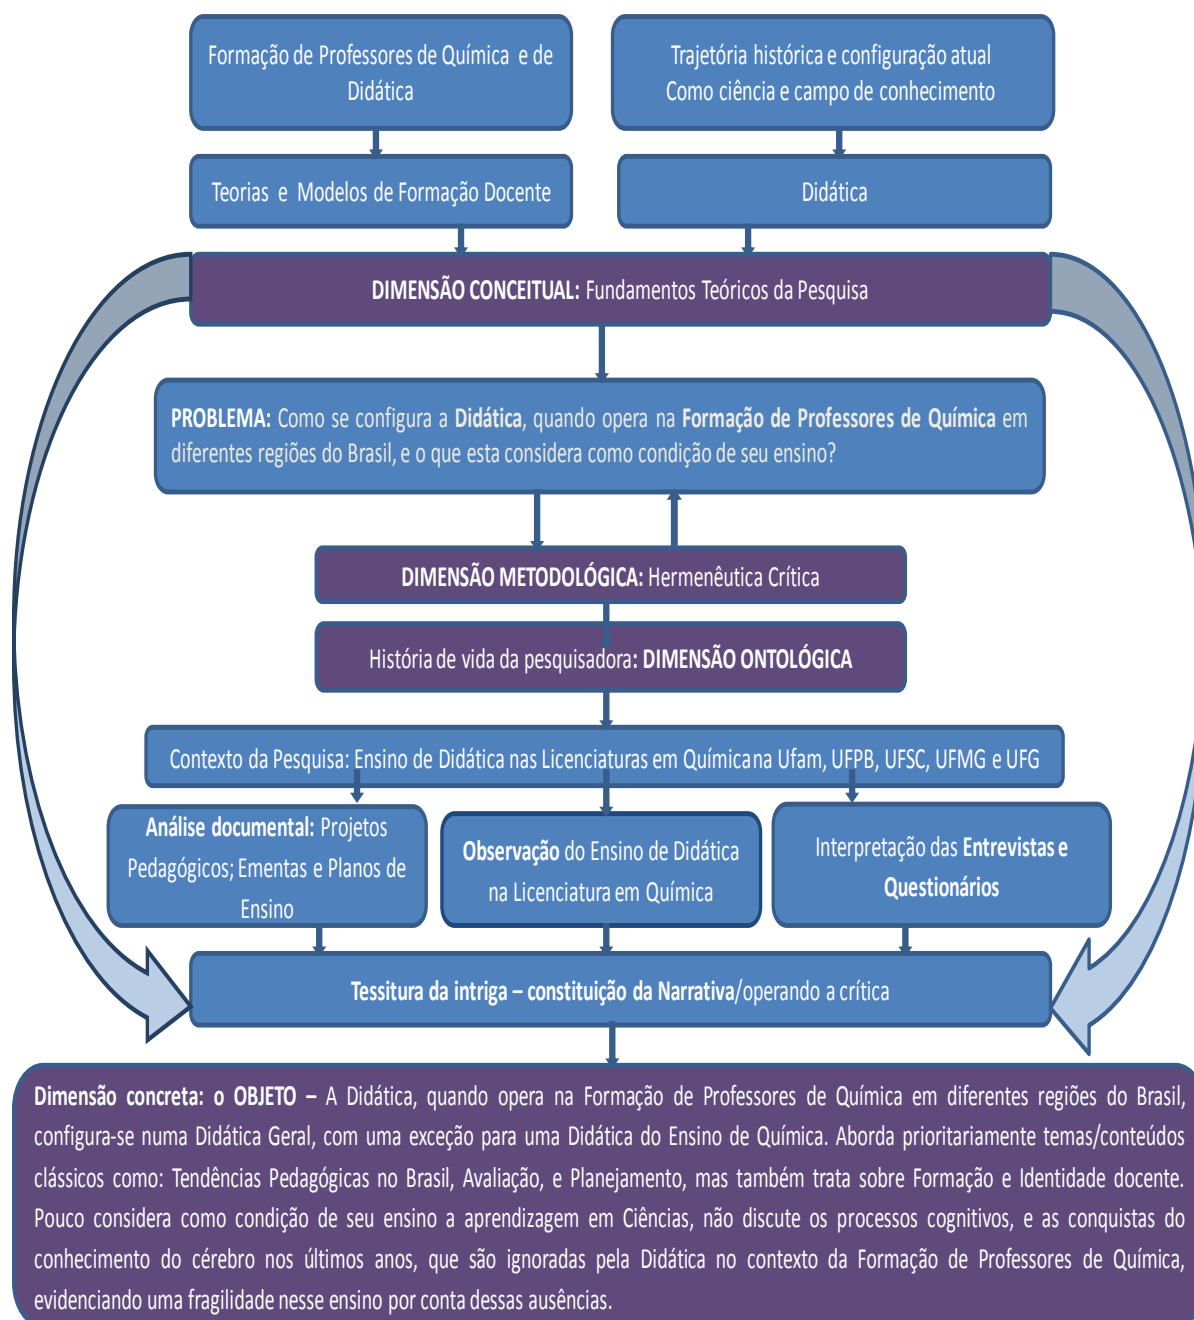 Formação de Professores de Química e de
Didática
Trajetória histórica e configuração atual
Como ciência e campo de conhecimento
Teorias e Modelos de Formação Docente
Didática
DIMENSÃO CONCEITUAL: Fundamentos Teóricos da Pesquisa
PROBLEMA: Como se configura a Didática, quando opera na Formação de Professores de Química em
diferentes regiões do Brasil, e o que esta considera como condição de seu ensino?
DIMENSÃO METODOLÓGICA: Hermenêutica Crítica
História de vida da pesquisadora: DIMENSÃO ONTOLÓGICA
Contexto da Pesquisa: Ensino de Didática nas Licenciaturas em Química na Ufam, UFPB, UFSC, UFMG e UFG
Análise documental: Projetos
Pedagógicos; Ementas e Planos de
Ensino
Observação do Ensino de Didática
na Licenciatura em Química
Interpretação das Entrevistas e
Questionários
Tessitura da intriga – constituição da Narrativa/operando a crítica
Dimensão concreta: o OBJETO – A Didática, quando opera na Formação de Professores de Química em diferentes regiões do Brasil,
configura-se numa Didática Geral, com uma exceção para uma Didática do Ensino de Química. Aborda prioritariamente temas/conteúdos
clássicos como: Tendências Pedagógicas no Brasil, Avaliação, e Planejamento, mas também trata sobre Formação e Identidade docente.
Pouco considera como condição de seu ensino a aprendizagem em Ciências, não discute os processos cognitivos, e as conquistas do
conhecimento do cérebro nos últimos anos, que são ignoradas pela Didática no contexto da Formação de Professores de Química,
evidenciando uma fragilidade nesse ensino por conta dessas ausências.